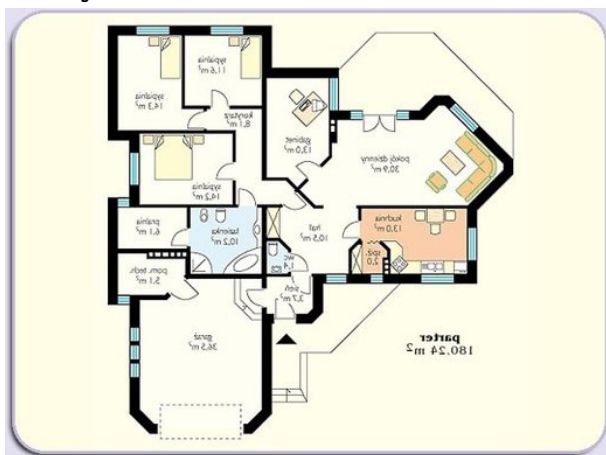 sypialnia
11,6 m²
sypialnia
14,3 m²
korytarz
8,1 m²
gabinet
13,0 m²
pokój dzienny
30,9 m²
sypialnia
14,2 m²
pralnia
6,1 m²
łazienka
10,2 m²
hal
10,5 m²
kuchnia
13,0 m²
spiż.
2,0
wc
1,4
pom. tech.
5,1 m²
sień
3,7 m²
garaż
36,5 m²
parter
180,24 m²